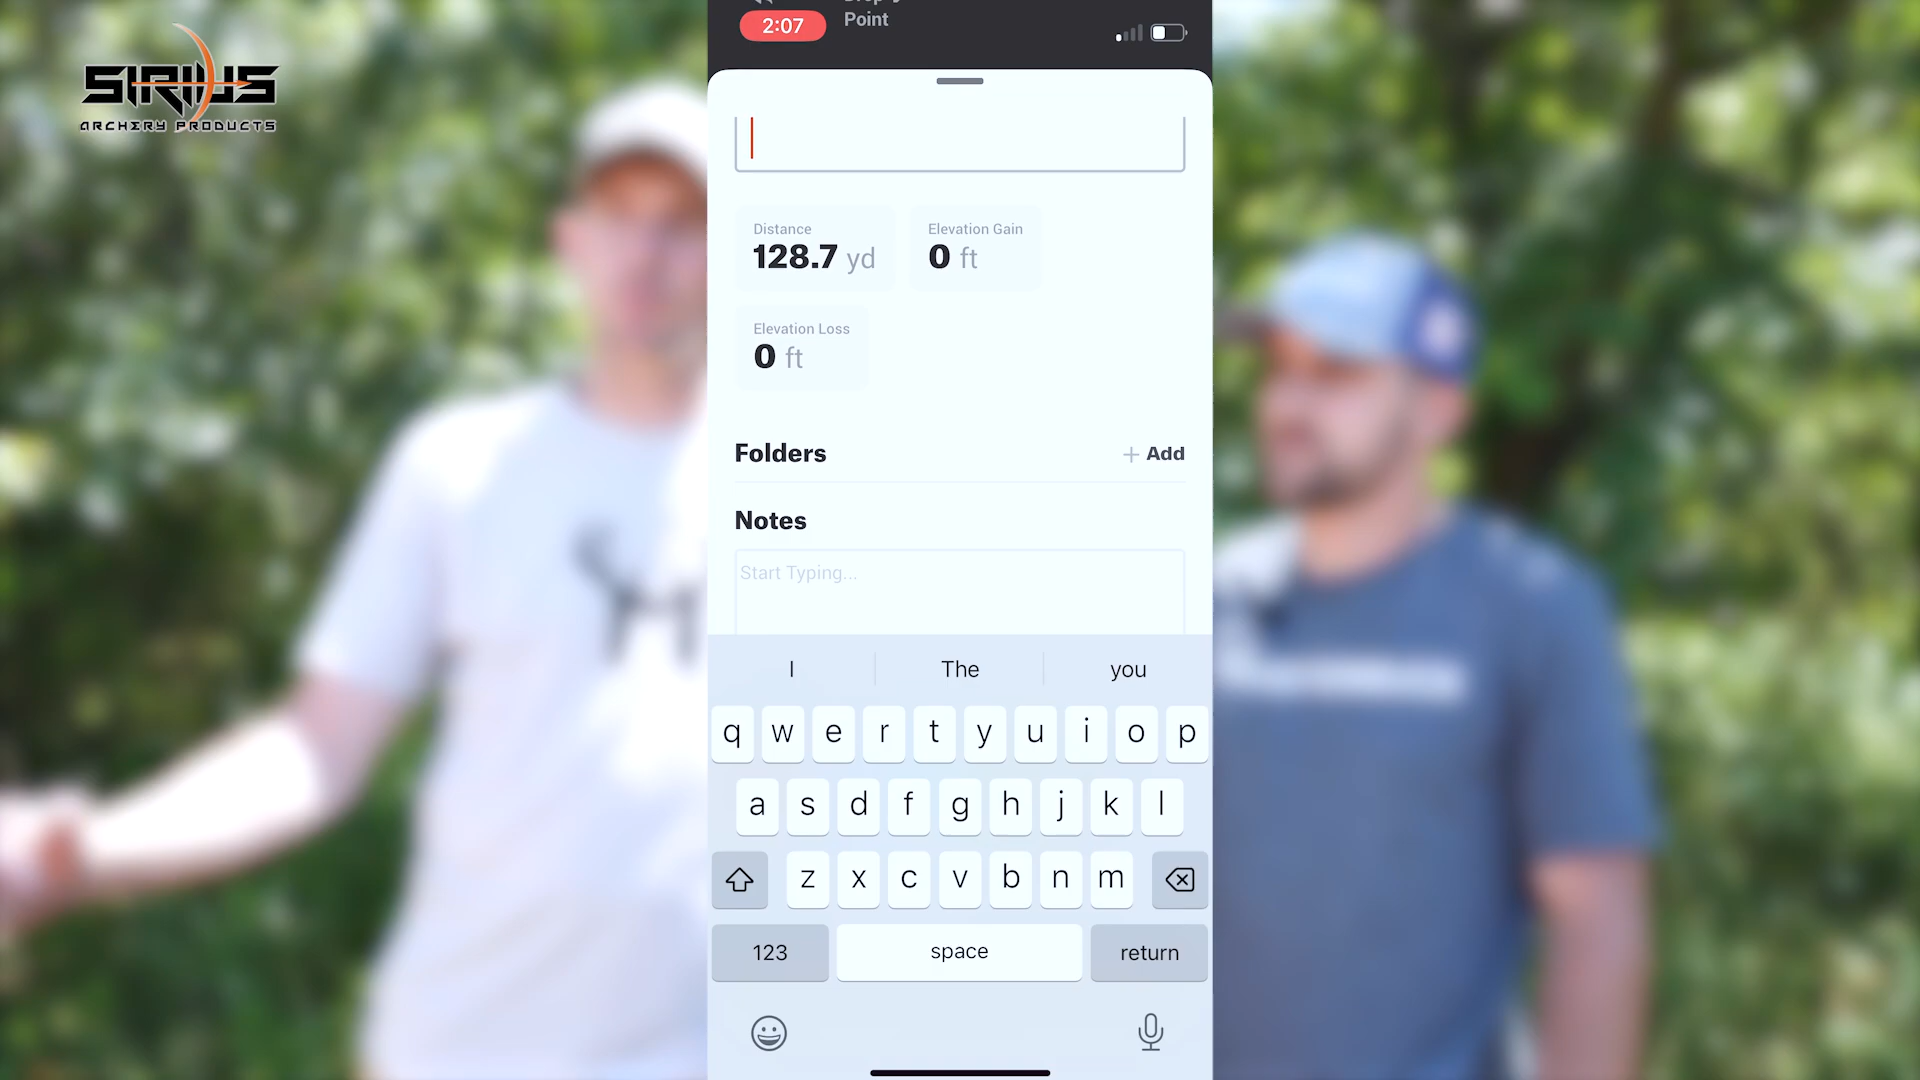 SIRIUS
ARCHERY PRODUCTS
2:07
Point
Distance
128.7 yd
Elevation Gain
0 ft
Elevation Loss
0 ft
Folders
+ Add
Notes
Start Typing...
I The you
q w e r t y u i o p
a s d f g h j k l
z x c v b n m
123 space return